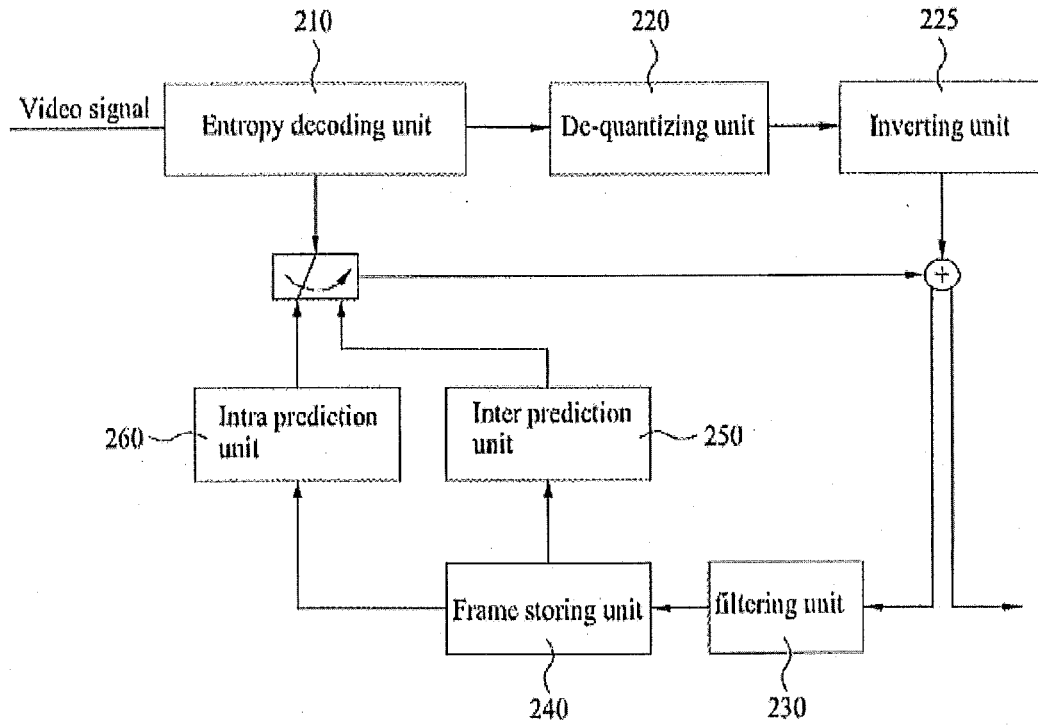 210
220
225
Video signal
Entropy decoding unit
De-quantizing unit
Inverting unit
+
Intra prediction
unit
Inter prediction
unit
260
250
Frame storing unit
filtering unit
240
230